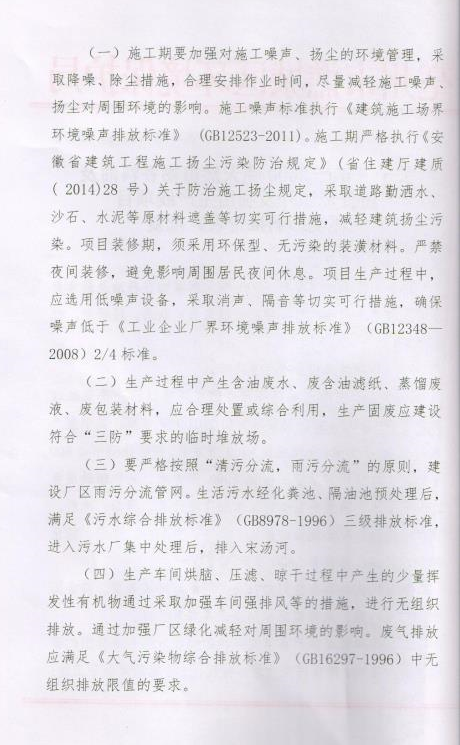 （一）施工期要加强对施工噪声、扬尘的环境管理，采
取降噪、除尘措施，合理安排作业时间，尽量减轻施工噪声、
扬尘对周围环境的影响。施工噪声标准执行《建筑施工场界
环境噪声排放标准》（GB12523-2011）。施工期严格执行《安
徽省建筑工程施工扬尘污染防治规定》（省住建厅建质
（2014）28 号）关于防治施工扬尘规定，采取道路勤洒水、
沙石、水泥等原材料遮盖等切实可行措施，减轻建筑扬尘污
染。项目装修期，须采用环保型、无污染的装潢材料。严禁
夜间装修，避免影响周围居民夜间休息。项目生产过程中，
应选用低噪声设备，采取消声、隔音等切实可行措施，确保
噪声低于《工业企业厂界环境噪声排放标准》（GB12348—
2008）2/4 标准。
（二）生产过程中产生含油废水、废含油滤纸、蒸馏废
液、废包装材料，应合理处置或综合利用，生产固废应建设
符合“三防”要求的临时堆放场。
（三）要严格按照“清污分流，雨污分流”的原则，建
设厂区雨污分流管网。生活污水经化粪池、隔油池预处理后，
满足《污水综合排放标准》（GB8978-1996）三级排放标准，
进入污水厂集中处理后，排入宋汤河。
（四）生产车间烘脑、压滤、晾干过程中产生的少量挥
发性有机物通过采取加强车间强排风等的措施，进行无组织
排放。通过加强厂区绿化减轻对周围环境的影响。废气排放
应满足《大气污染物综合排放标准》（GB16297-1996）中无
组织排放限值的要求。